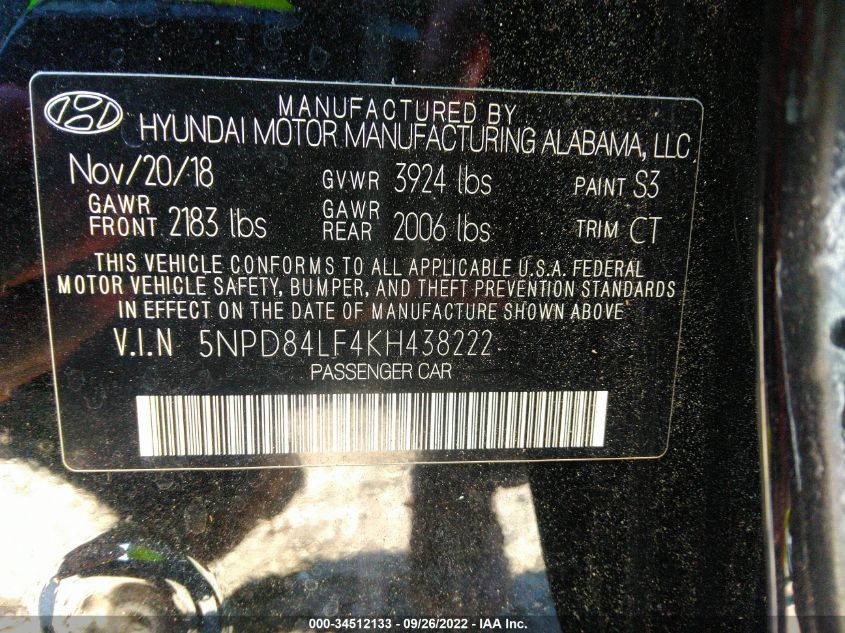 MANUFACTURED BY
HYUNDAI MOTOR MANUFACTURING ALABAMA, LLC
Nov/20/18 GVWR 3924 lbs PAINT S3
GAWR FRONT 2183 lbs GAWR REAR 2006 lbs TRIM CT
THIS VEHICLE CONFORMS TO ALL APPLICABLE U.S.A. FEDERAL
MOTOR VEHICLE SAFETY, BUMPER, AND THEFT PREVENTION STANDARDS
IN EFFECT ON THE DATE OF MANUFACTURE SHOWN ABOVE
V.I.N 5NPD84LF4KH438222
PASSENGER CAR
000-34512133 - 09/26/2022 - IAA Inc.